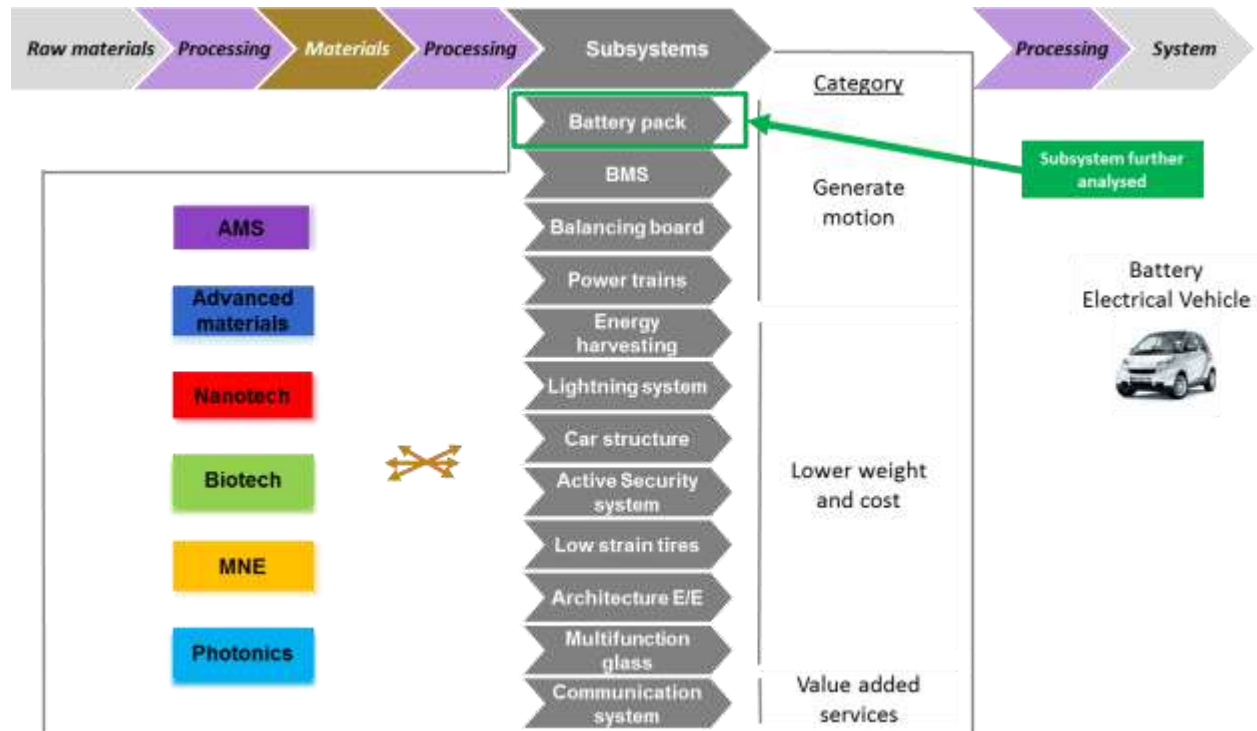 Raw materials
Processing
Materials
Processing
Subsystems
Processing
System
Category
Battery pack
BMS
Balancing board
Power trains
Energy
harvesting
Lightning system
Car structure
Active Security
system
Low strain tires
Architecture E/E
Multifunction
glass
Communication
system
Generate
motion
Lower weight
and cost
Value added
services
Subsystem further
analysed
Battery
Electrical Vehicle
AMS
Advanced
materials
Nanotech
Biotech
MNE
Photonics